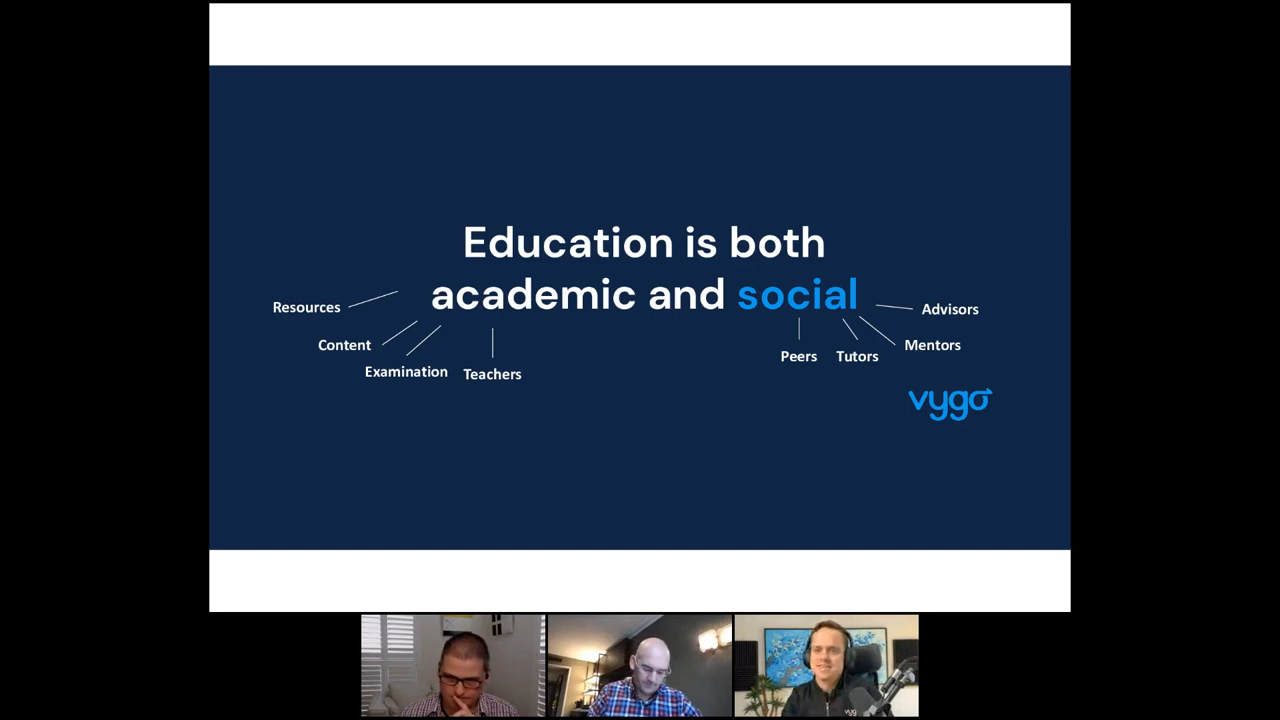 Education is both
academic and social
Resources
Content
Examination
Teachers
Peers
Tutors
Mentors
Advisors
vygo